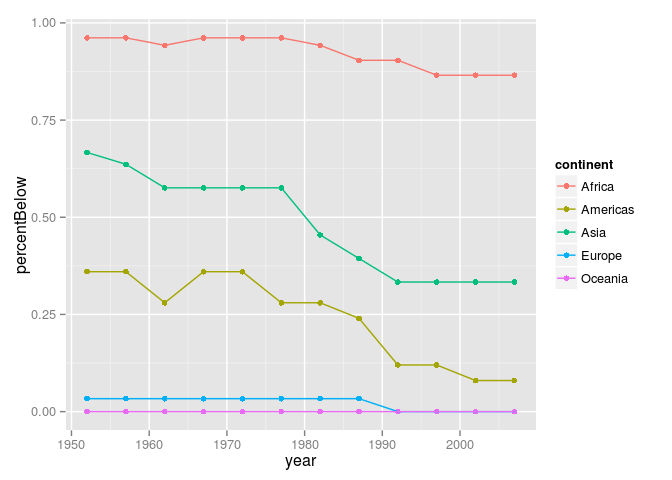 1.00
0.75
0.50
0.25
0.00
percentBelow
1950 1960 1970 1980 1990 2000
year
continent
Africa
Americas
Asia
Europe
Oceania